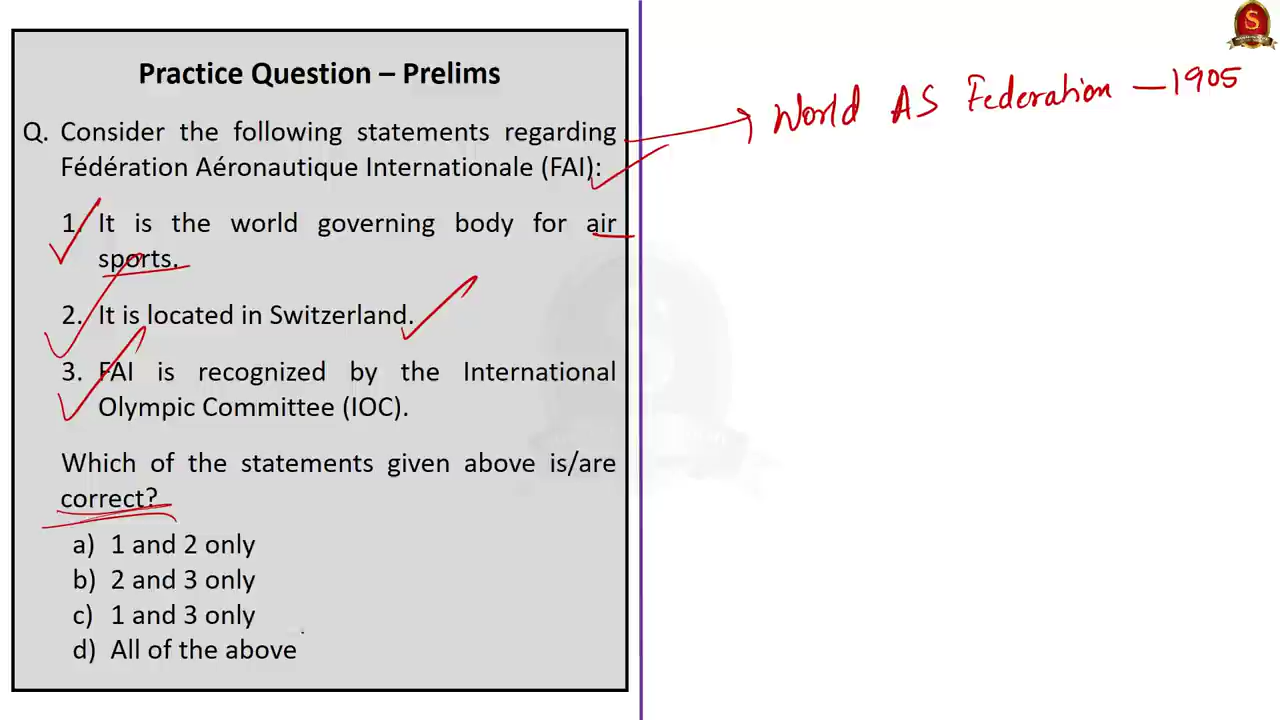 Practice Question – Prelims
Q. Consider the following statements regarding
Fédération Aéronautique Internationale (FAI):
1. It is the world governing body for air
sports.
2. It is located in Switzerland.
3. FAI is recognized by the International
Olympic Committee (IOC).
Which of the statements given above is/are
correct?
a) 1 and 2 only
b) 2 and 3 only
c) 1 and 3 only
d) All of the above
World AS Federation – 1905
S